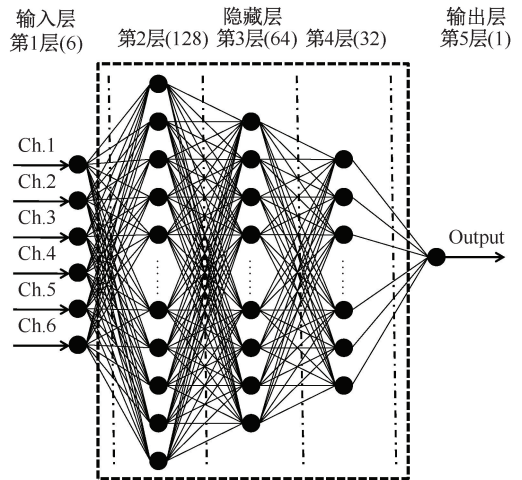 输入层 隐藏层 输出层
第1层(6) 第2层(128) 第3层(64) 第4层(32) 第5层(1)
Ch.1
Ch.2
Ch.3
Ch.4
Ch.5
Ch.6
Output